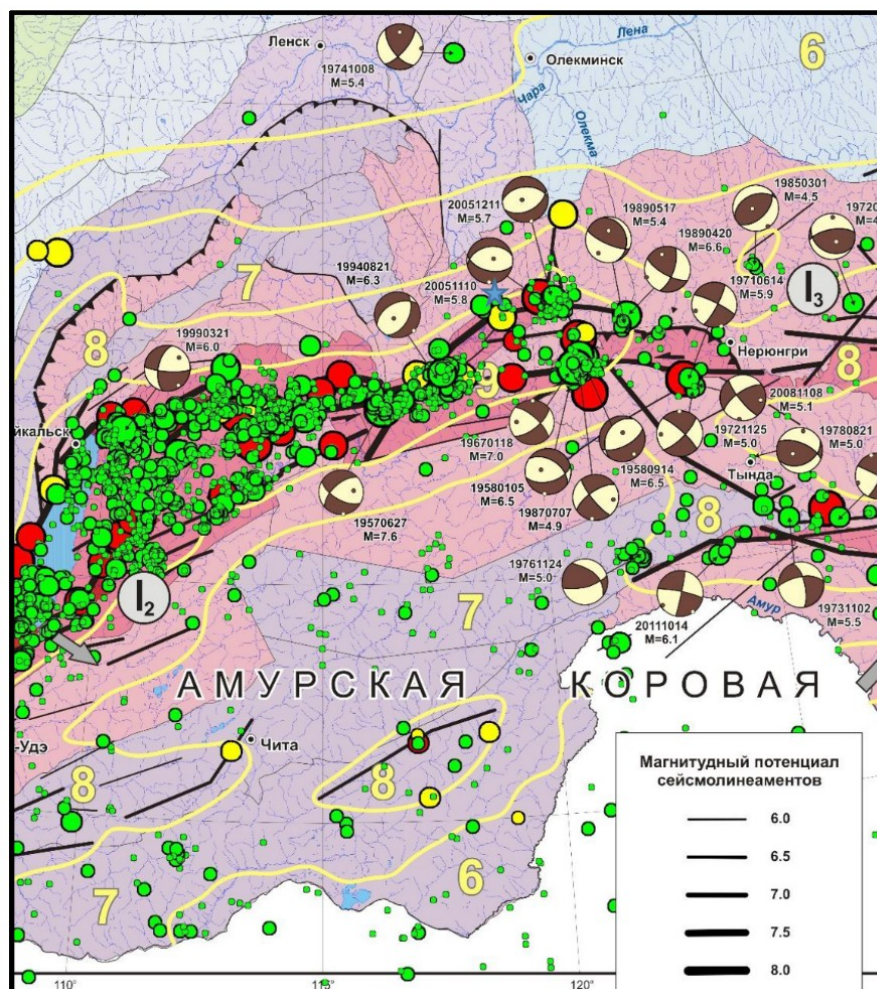 Ленск
19741008
M=5.4
Олекминск
Лена
6
Чара
Олекма
20051211
M=5.7
19890517
M=5.4
19850301
M=4.5
19890420
M=6.6
19940821
M=6.3
20051110
M=5.8
19710614
M=5.9
I₃
7
19990321
M=6.0
8
Нерюнгри
8
9
20081108
M=5.1
19670118
M=7.0
19721125
M=5.0
19780821
M=5.0
19580105
M=6.5
19580914
M=6.5
Тында
19870707
M=4.9
19570627
M=7.6
8
19761124
M=5.0
I₂
7
20111014
M=6.1
Амур
19731102
M=5.5
АМУРСКАЯ КОРОВАЯ
Чита
8
8
7
6
Магнитудный потенциал
сейсмолинеаментов
6.0
6.5
7.0
7.5
8.0
110°
115°
120°